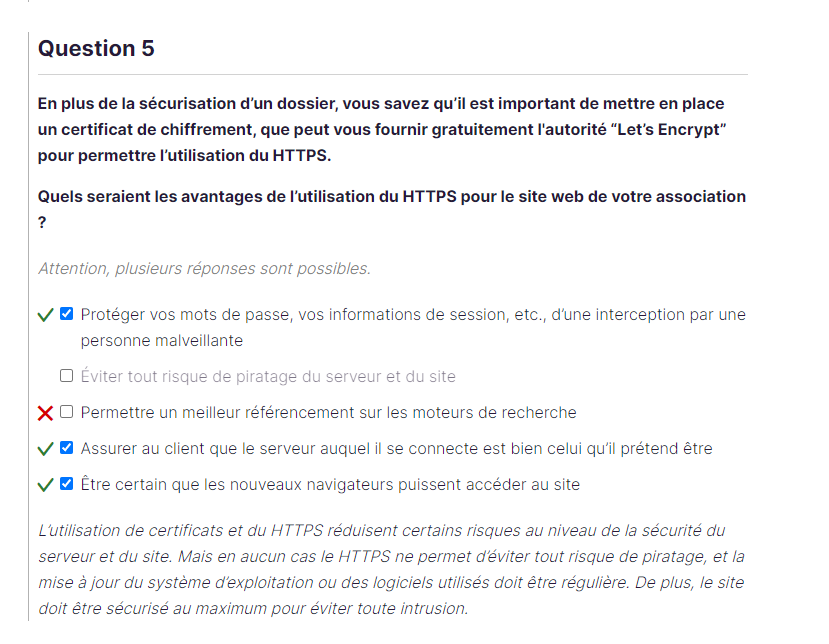 Question 5
En plus de la sécurisation d’un dossier, vous savez qu’il est important de mettre en place
un certificat de chiffrement, que peut vous fournir gratuitement l'autorité “Let’s Encrypt”
pour permettre l’utilisation du HTTPS.
Quels seraient les avantages de l’utilisation du HTTPS pour le site web de votre association
?
Attention, plusieurs réponses sont possibles.
Protéger vos mots de passe, vos informations de session, etc., d’une interception par une
personne malveillante
Éviter tout risque de piratage du serveur et du site
Permettre un meilleur référencement sur les moteurs de recherche
Assurer au client que le serveur auquel il se connecte est bien celui qu’il prétend être
Être certain que les nouveaux navigateurs puissent accéder au site
L’utilisation de certificats et du HTTPS réduisent certains risques au niveau de la sécurité du
serveur et du site. Mais en aucun cas le HTTPS ne permet d’éviter tout risque de piratage, et la
mise à jour du système d’exploitation ou des logiciels utilisés doit être régulière. De plus, le site
doit être sécurisé au maximum pour éviter toute intrusion.